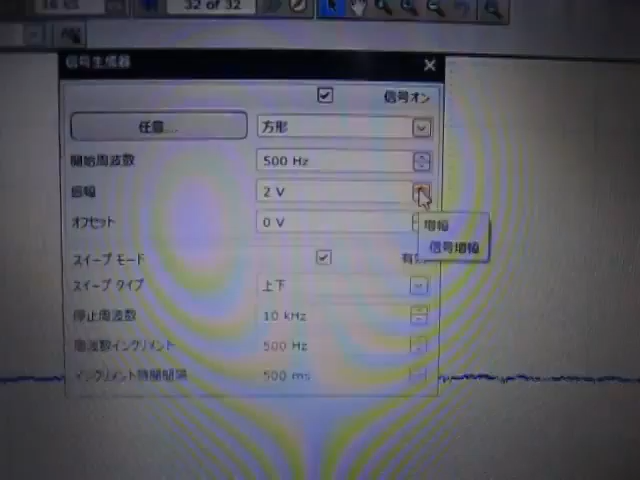 32 of 32
信号生成器
信号オン
任意... 方形
開始周波数 500 Hz
振幅 2 V
オフセット 0 V
増幅
信号増幅
スイープ モード 有効
スイープ タイプ 上下
停止周波数 10 kHz
周波数インクリメント 500 Hz
インクリメント時間間隔 500 ms